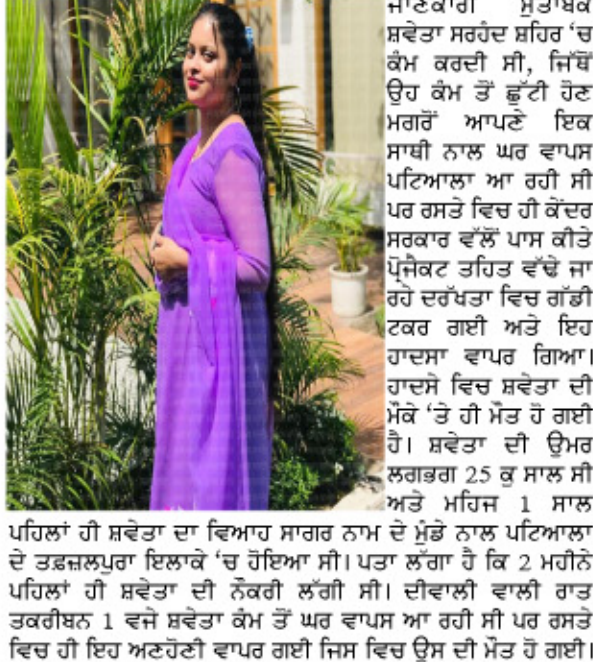 ਜਾਣਕਾਰੀ ਮੁਤਾਬਕ
ਸ਼ਵੇਤਾ ਸਰਹੰਦ ਸ਼ਹਿਰ ‘ਚ
ਕੰਮ ਕਰਦੀ ਸੀ, ਜਿੱਥੋਂ
ਉਹ ਕੰਮ ਤੋਂ ਛੁੱਟੀ ਹੋਣ
ਮਗਰੋਂ ਆਪਣੇ ਇਕ
ਸਾਥੀ ਨਾਲ ਘਰ ਵਾਪਸ
ਪਟਿਆਲਾ ਆ ਰਹੀ ਸੀ
ਪਰ ਰਸਤੇ ਵਿਚ ਹੀ ਕੇਂਦਰ
ਸਰਕਾਰ ਵੱਲੋਂ ਪਾਸ ਕੀਤੇ
ਪ੍ਰੋਜੈਕਟ ਤਹਿਤ ਵੱਢੇ ਜਾ
ਰਹੇ ਦਰੱਖਤਾ ਵਿਚ ਗੱਡੀ
ਟਕਰ ਗਈ ਅਤੇ ਇਹ
ਹਾਦਸਾ ਵਾਪਰ ਗਿਆ।
ਹਾਦਸੇ ਵਿਚ ਸ਼ਵੇਤਾ ਦੀ
ਮੌਕੇ ‘ਤੇ ਹੀ ਮੌਤ ਹੋ ਗਈ
ਹੈ। ਸ਼ਵੇਤਾ ਦੀ ਉਮਰ
ਲਗਭਗ 25 ਕੁ ਸਾਲ ਸੀ
ਅਤੇ ਮਹਿਜ 1 ਸਾਲ
ਪਹਿਲਾਂ ਹੀ ਸ਼ਵੇਤਾ ਦਾ ਵਿਆਹ ਸਾਗਰ ਨਾਮ ਦੇ ਮੁੰਡੇ ਨਾਲ ਪਟਿਆਲਾ
ਦੇ ਤਫ਼ਜ਼ਲਪੁਰਾ ਇਲਾਕੇ ‘ਚ ਹੋਇਆ ਸੀ। ਪਤਾ ਲੱਗਾ ਹੈ ਕਿ 2 ਮਹੀਨੇ
ਪਹਿਲਾਂ ਹੀ ਸ਼ਵੇਤਾ ਦੀ ਨੌਕਰੀ ਲੱਗੀ ਸੀ। ਦੀਵਾਲੀ ਵਾਲੀ ਰਾਤ
ਤਕਰੀਬਨ 1 ਵਜੇ ਸ਼ਵੇਤਾ ਕੰਮ ਤੋਂ ਘਰ ਵਾਪਸ ਆ ਰਹੀ ਸੀ ਪਰ ਰਸਤੇ
ਵਿਚ ਹੀ ਇਹ ਅਣਹੋਣੀ ਵਾਪਰ ਗਈ ਜਿਸ ਵਿਚ ਉਸ ਦੀ ਮੌਤ ਹੋ ਗਈ।